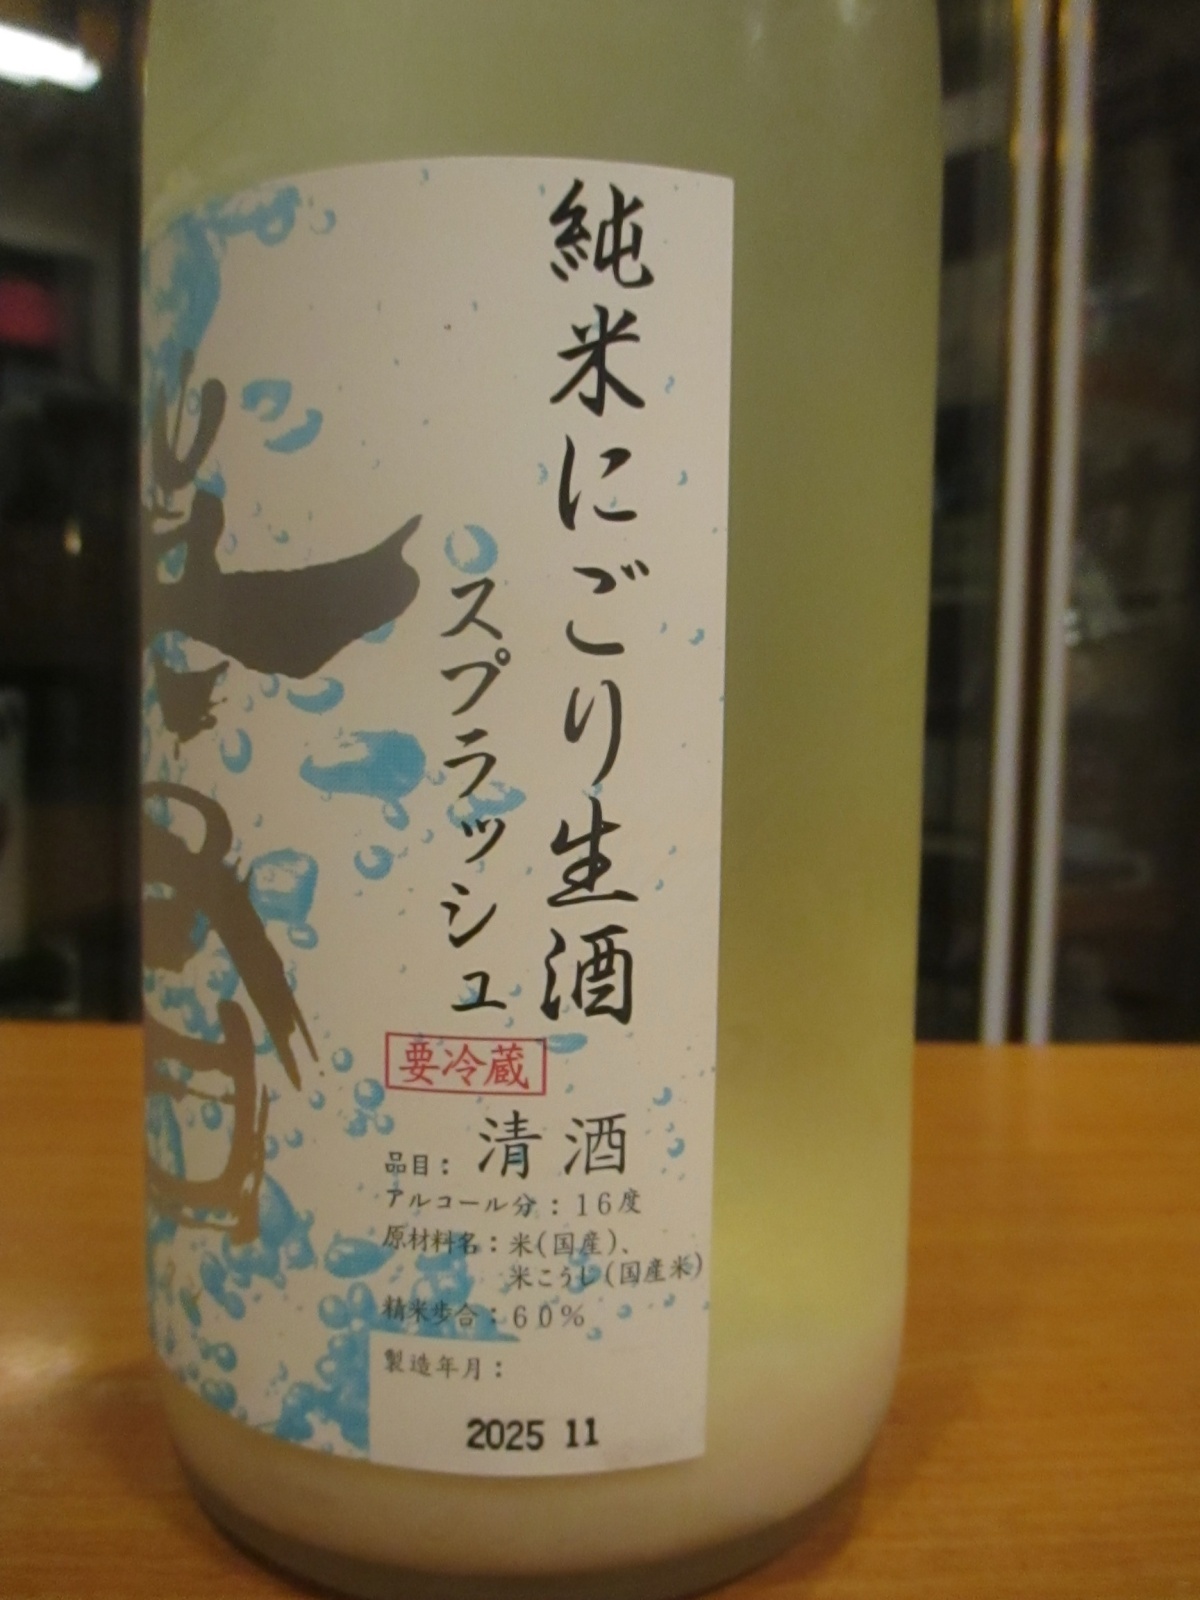 純米にごり生酒
スプラッシュ
要冷蔵
品目：清酒
アルコール分：16度
原材料名：米(国産)、
米こうじ(国産米)
精米歩合：60%
製造年月：
2025 11